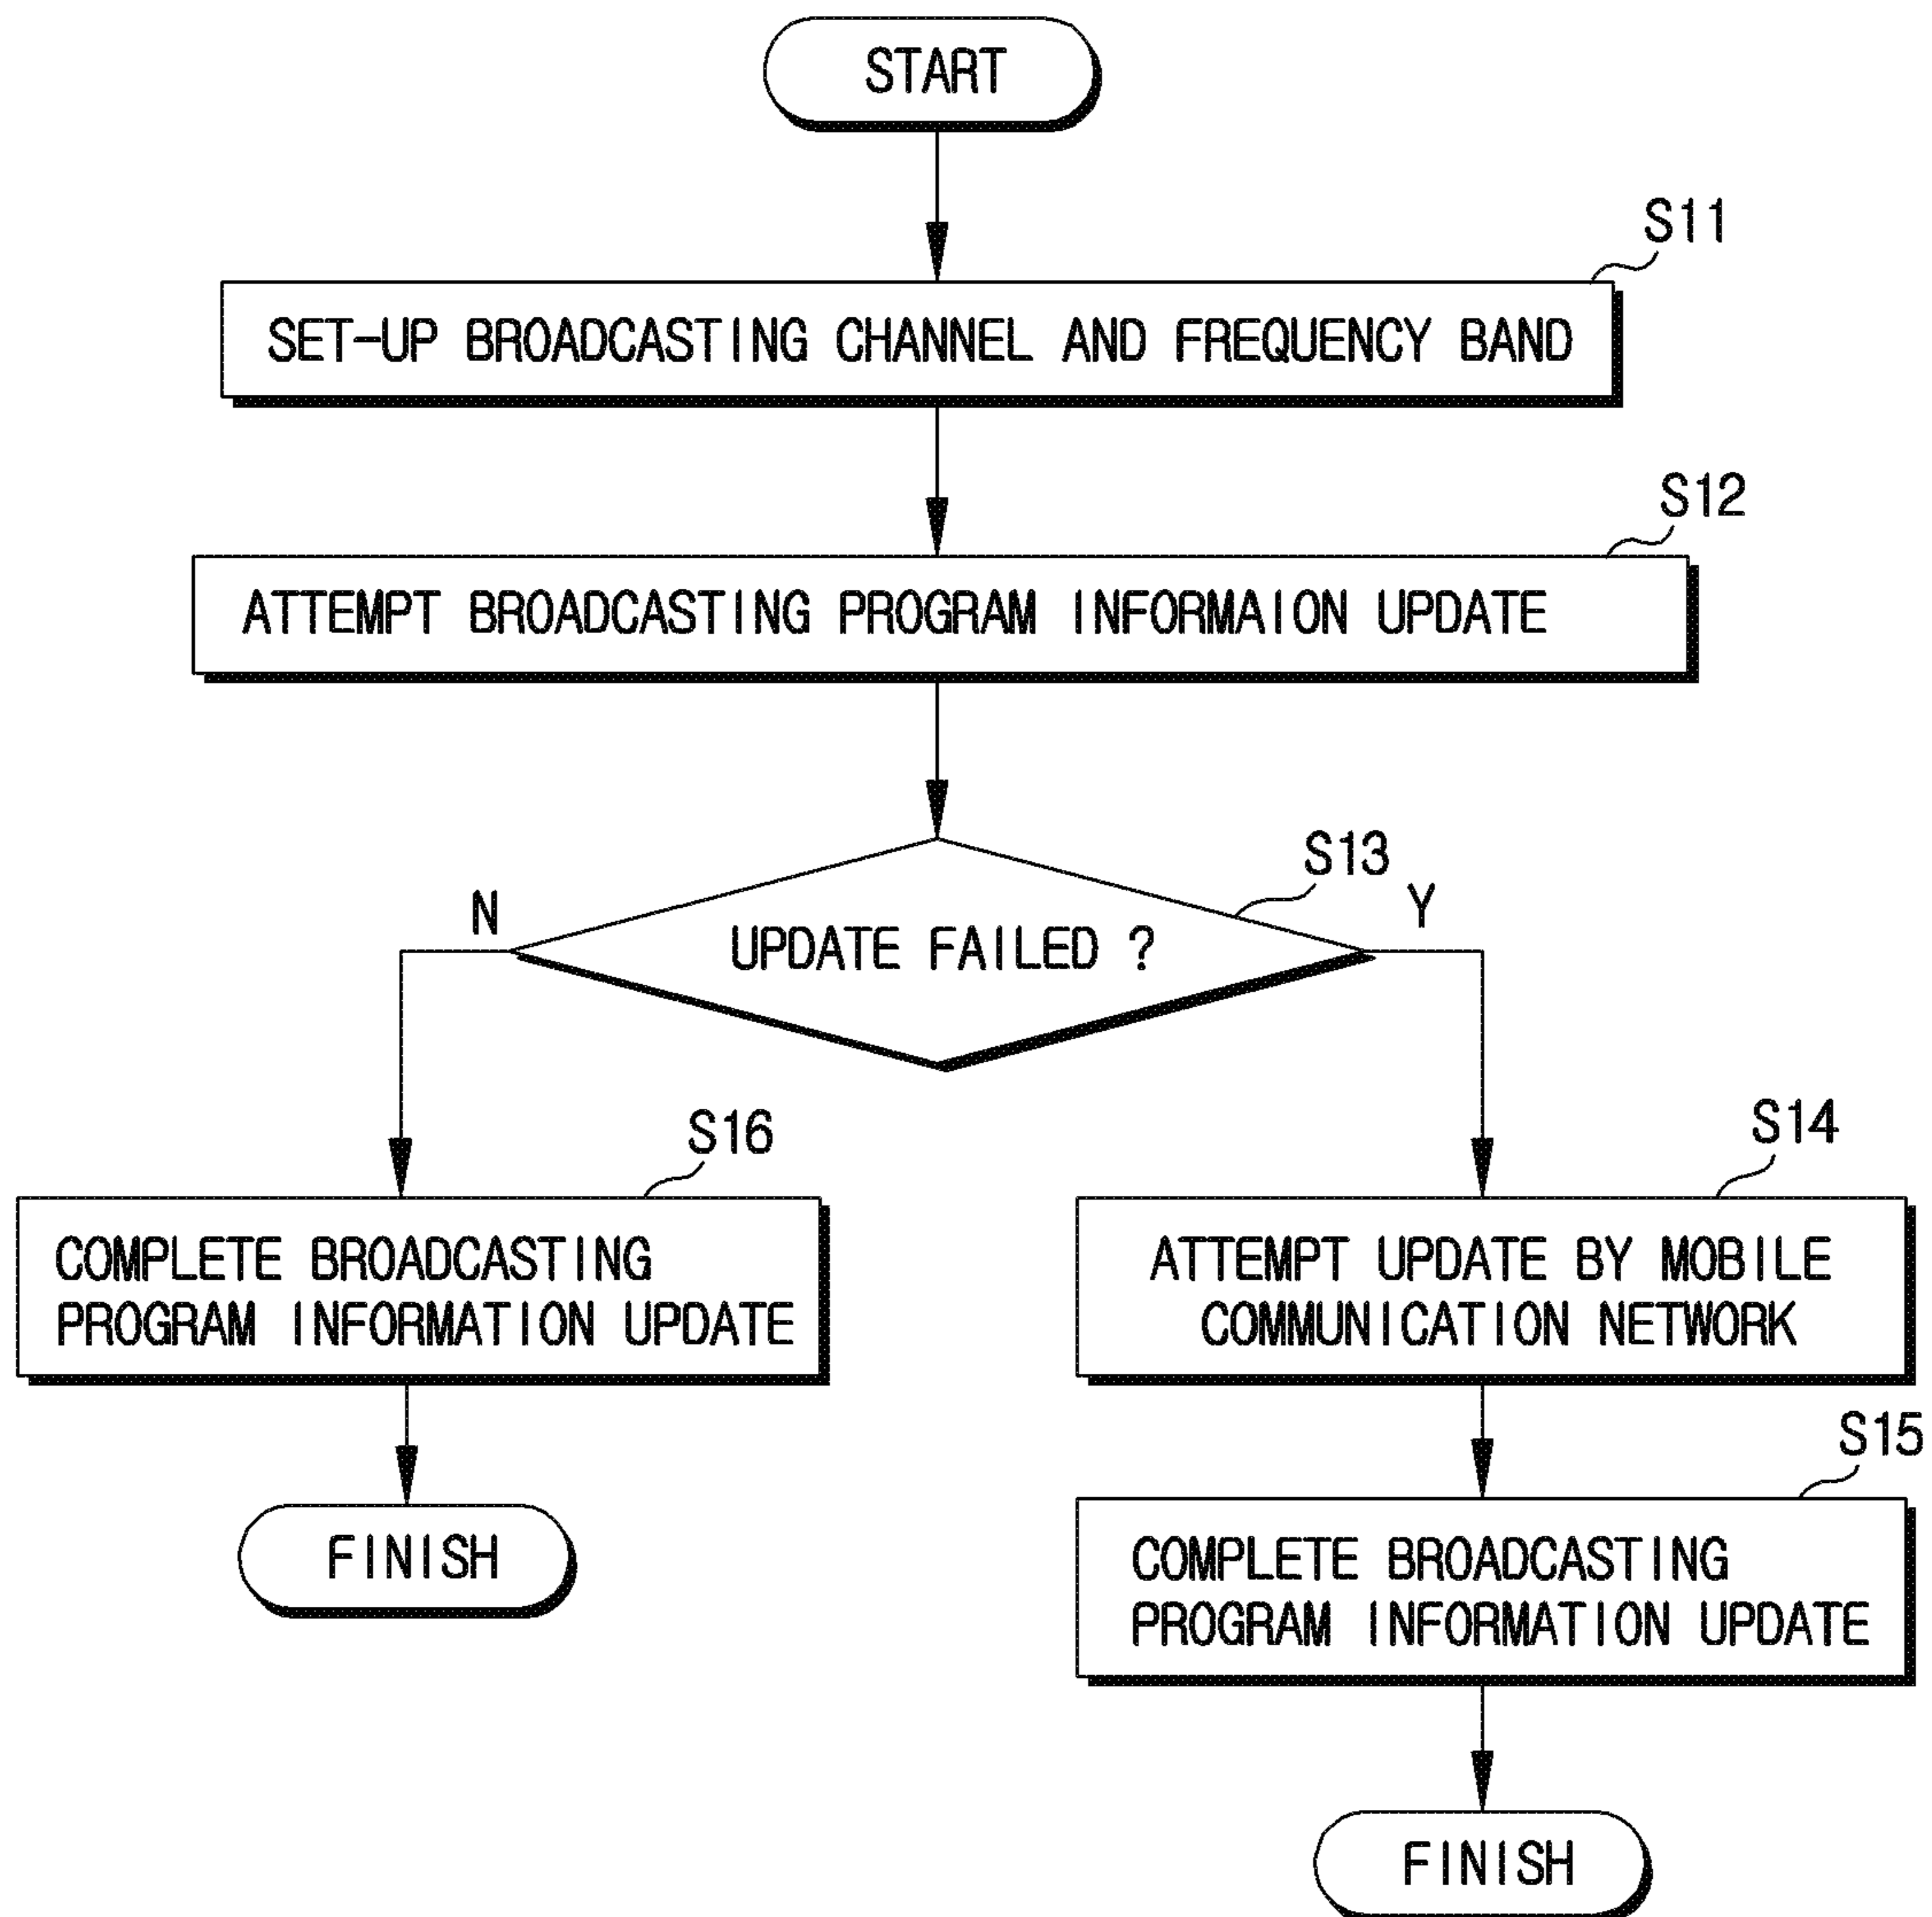 START
S11
SET-UP BROADCASTING CHANNEL AND FREQUENCY BAND
S12
ATTEMPT BROADCASTING PROGRAM INFORMAION UPDATE
S13
N
Y
UPDATE FAILED ?
S16
COMPLETE BROADCASTING
PROGRAM INFORMATION UPDATE
FINISH
S14
ATTEMPT UPDATE BY MOBILE
COMMUNICATION NETWORK
S15
COMPLETE BROADCASTING
PROGRAM INFORMATION UPDATE
FINISH